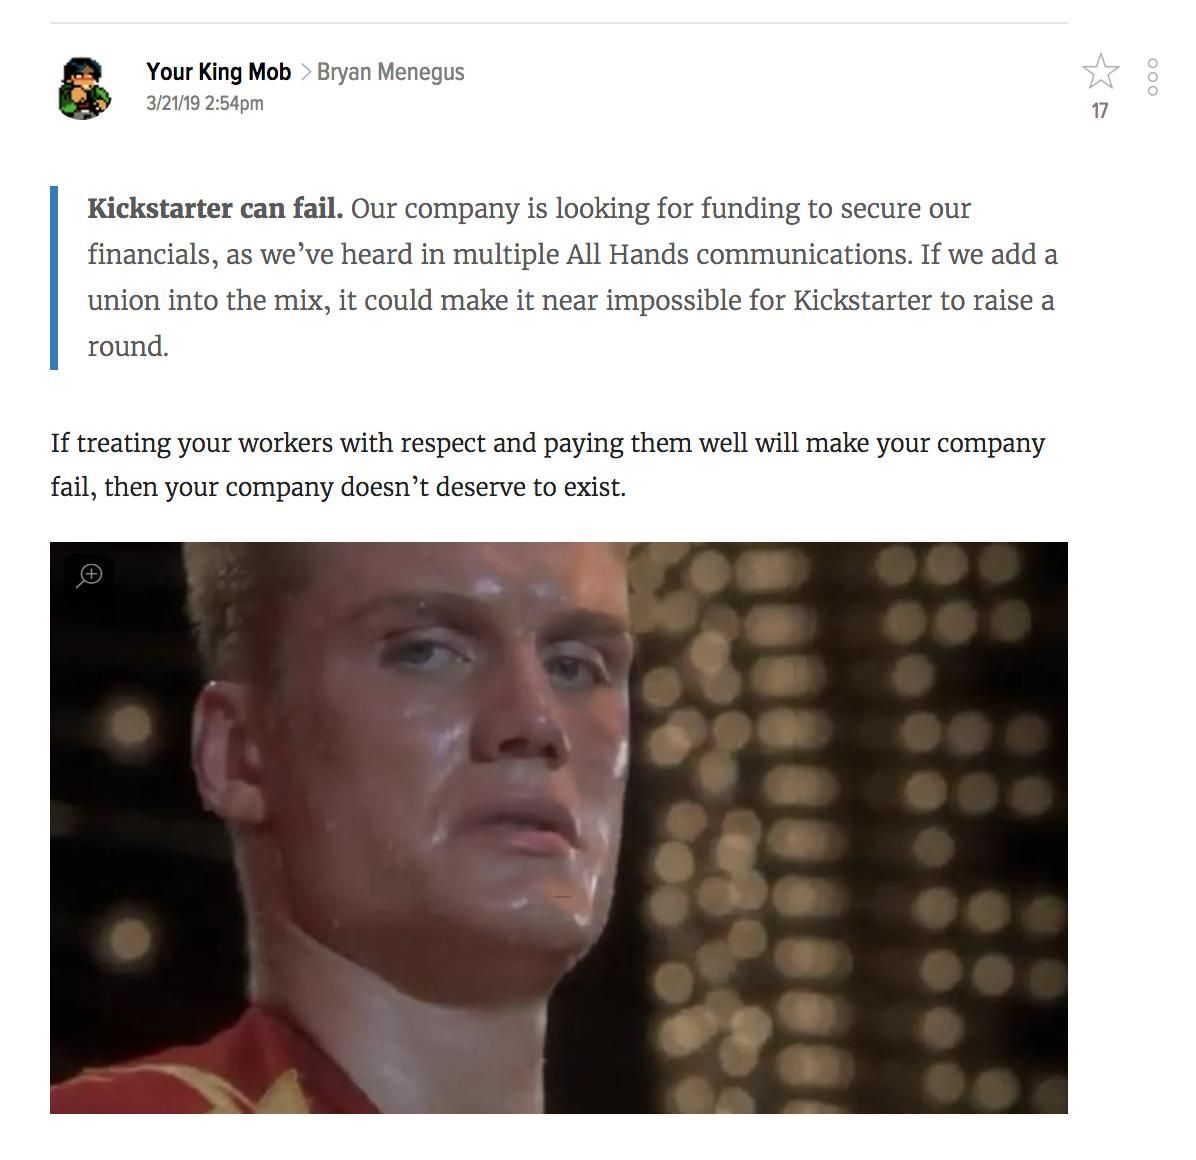 Your King Mob > Bryan Menegus
3/21/19 2:54pm
17
Kickstarter can fail. Our company is looking for funding to secure our
financials, as we’ve heard in multiple All Hands communications. If we add a
union into the mix, it could make it near impossible for Kickstarter to raise a
round.
If treating your workers with respect and paying them well will make your company
fail, then your company doesn’t deserve to exist.